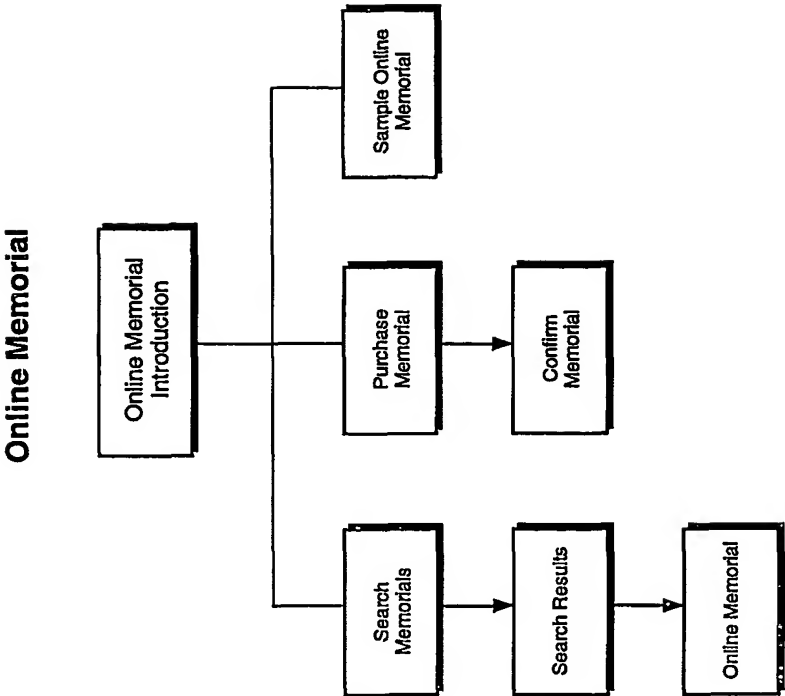 Online Memorial
Online Memorial
Introduction
Search
Memorials
Purchase
Memorial
Sample Online
Memorial
Search Results
Confirm
Memorial
Online Memorial